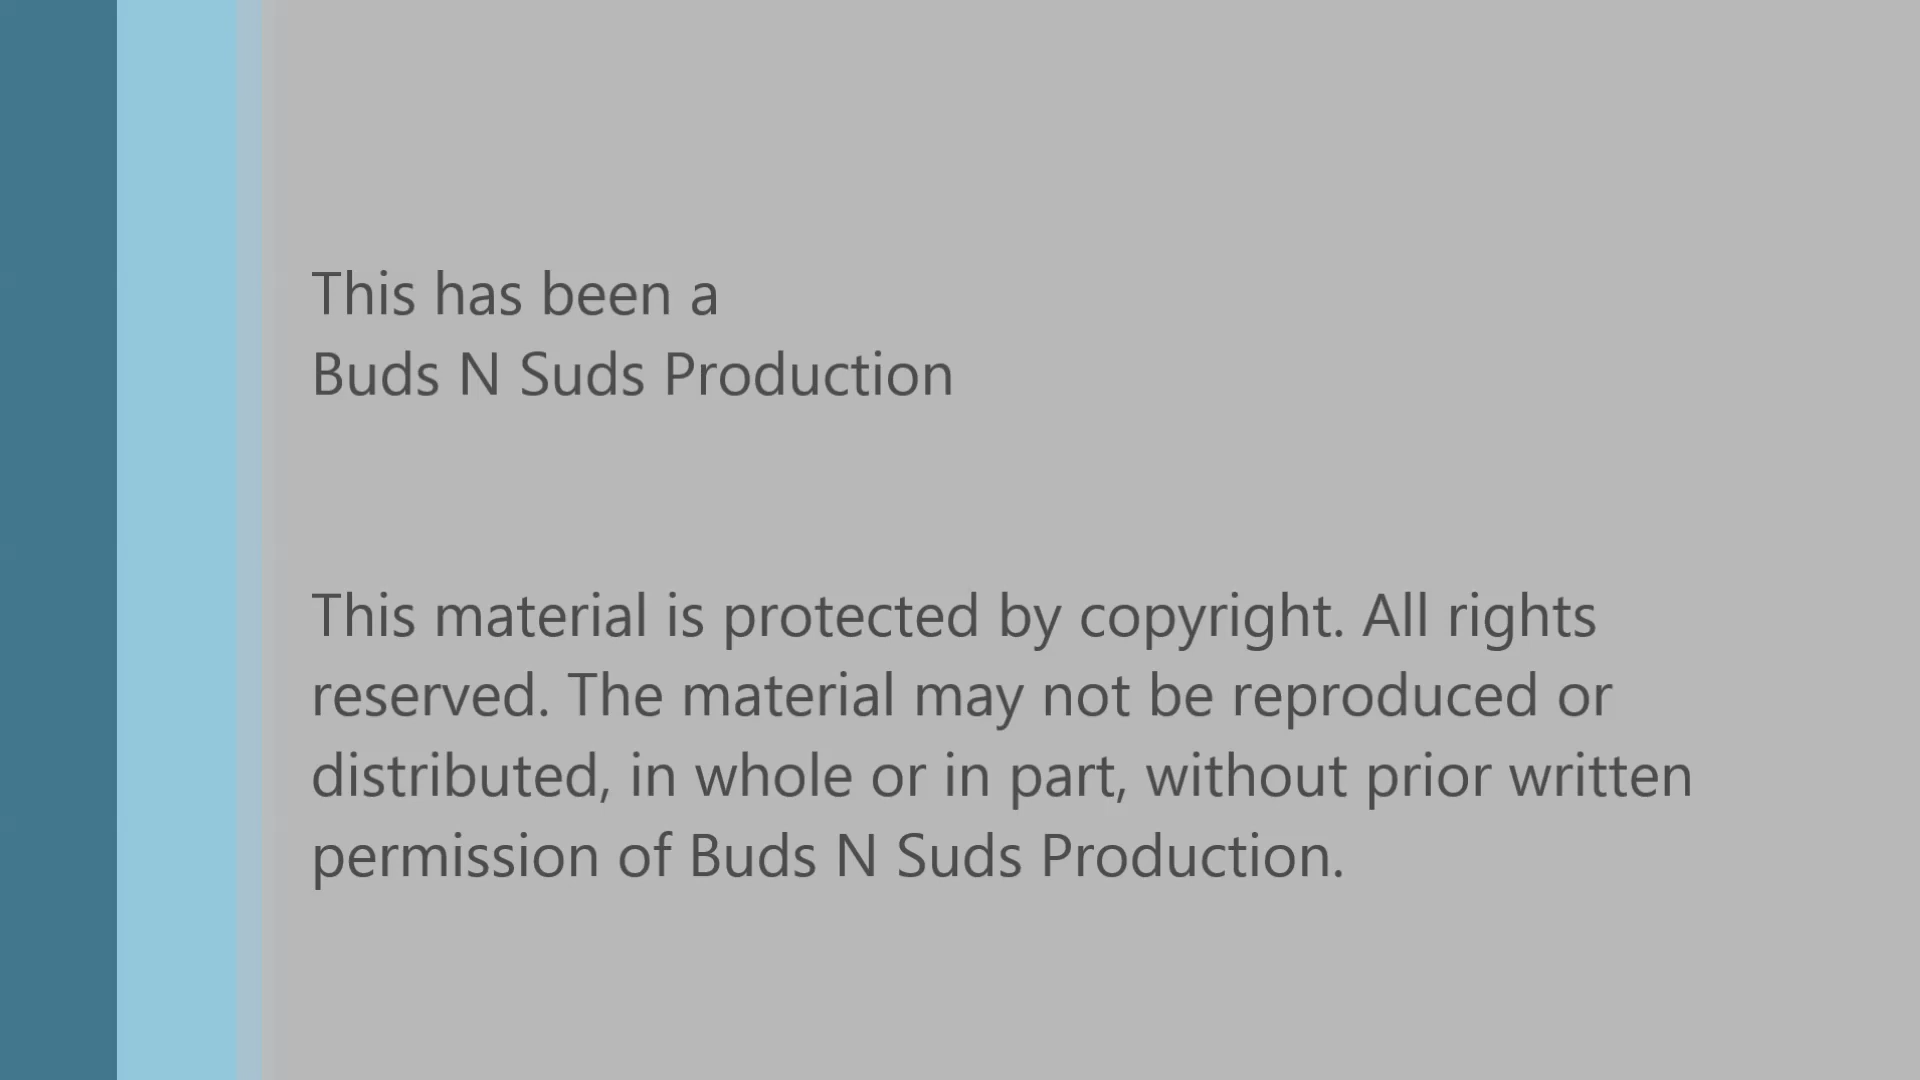 This has been a
Buds N Suds Production
This material is protected by copyright. All rights
reserved. The material may not be reproduced or
distributed, in whole or in part, without prior written
permission of Buds N Suds Production.